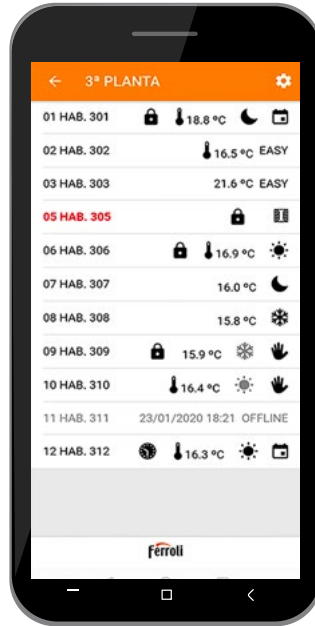 3ª PLANTA
01 HAB. 301 18.8 ºC
02 HAB. 302 16.5 ºC EASY
03 HAB. 303 21.6 ºC EASY
05 HAB. 305
06 HAB. 306 16.9 ºC
07 HAB. 307 16.0 ºC
08 HAB. 308 15.8 ºC
09 HAB. 309 15.9 ºC
10 HAB. 310 16.4 ºC
11 HAB. 311 23/01/2020 18:21 OFFLINE
12 HAB. 312 16.3 ºC
Ferroli